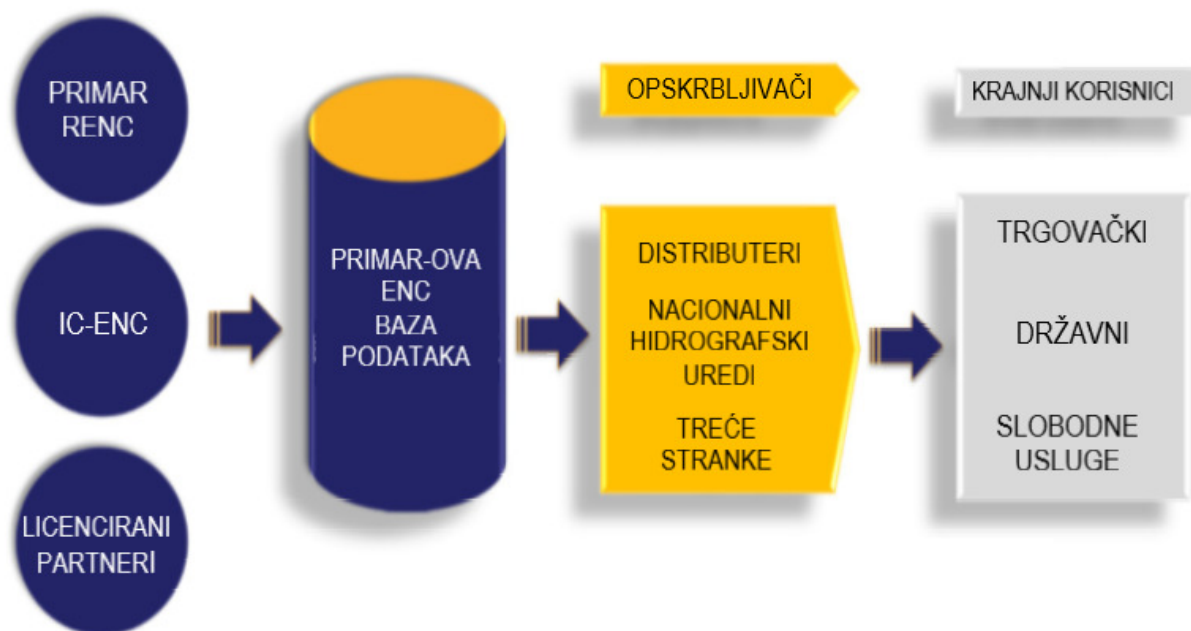 PRIMAR
RENC
IC-ENC
LICENCIRANI
PARTNERI
PRIMAR-OVA
ENC
BAZA
PODATAKA
OPSKRBLJIVAČI
DISTRIBUTERI
NACIONALNI
HIDROGRAFSKI
UREDI
TREĆE
STRANKE
KRAJNJI KORISNICI
TRGOVAČKI
DRŽAVNI
SLOBODNE
USLUGE